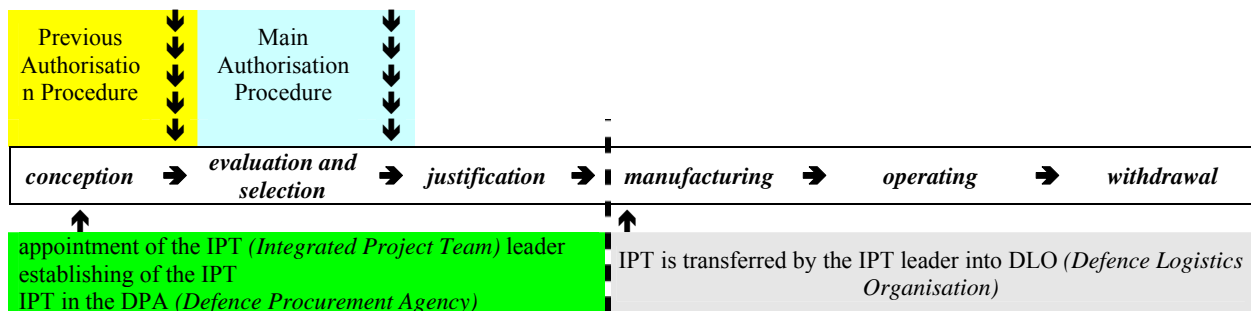 Previous
Authorisatio
n Procedure
Main
Authorisation
Procedure
conception
evaluation and
selection
justification
manufacturing
operating
withdrawal
appointment of the IPT (Integrated Project Team) leader
establishing of the IPT
IPT in the DPA (Defence Procurement Agency)
IPT is transferred by the IPT leader into DLO (Defence Logistics
Organisation)